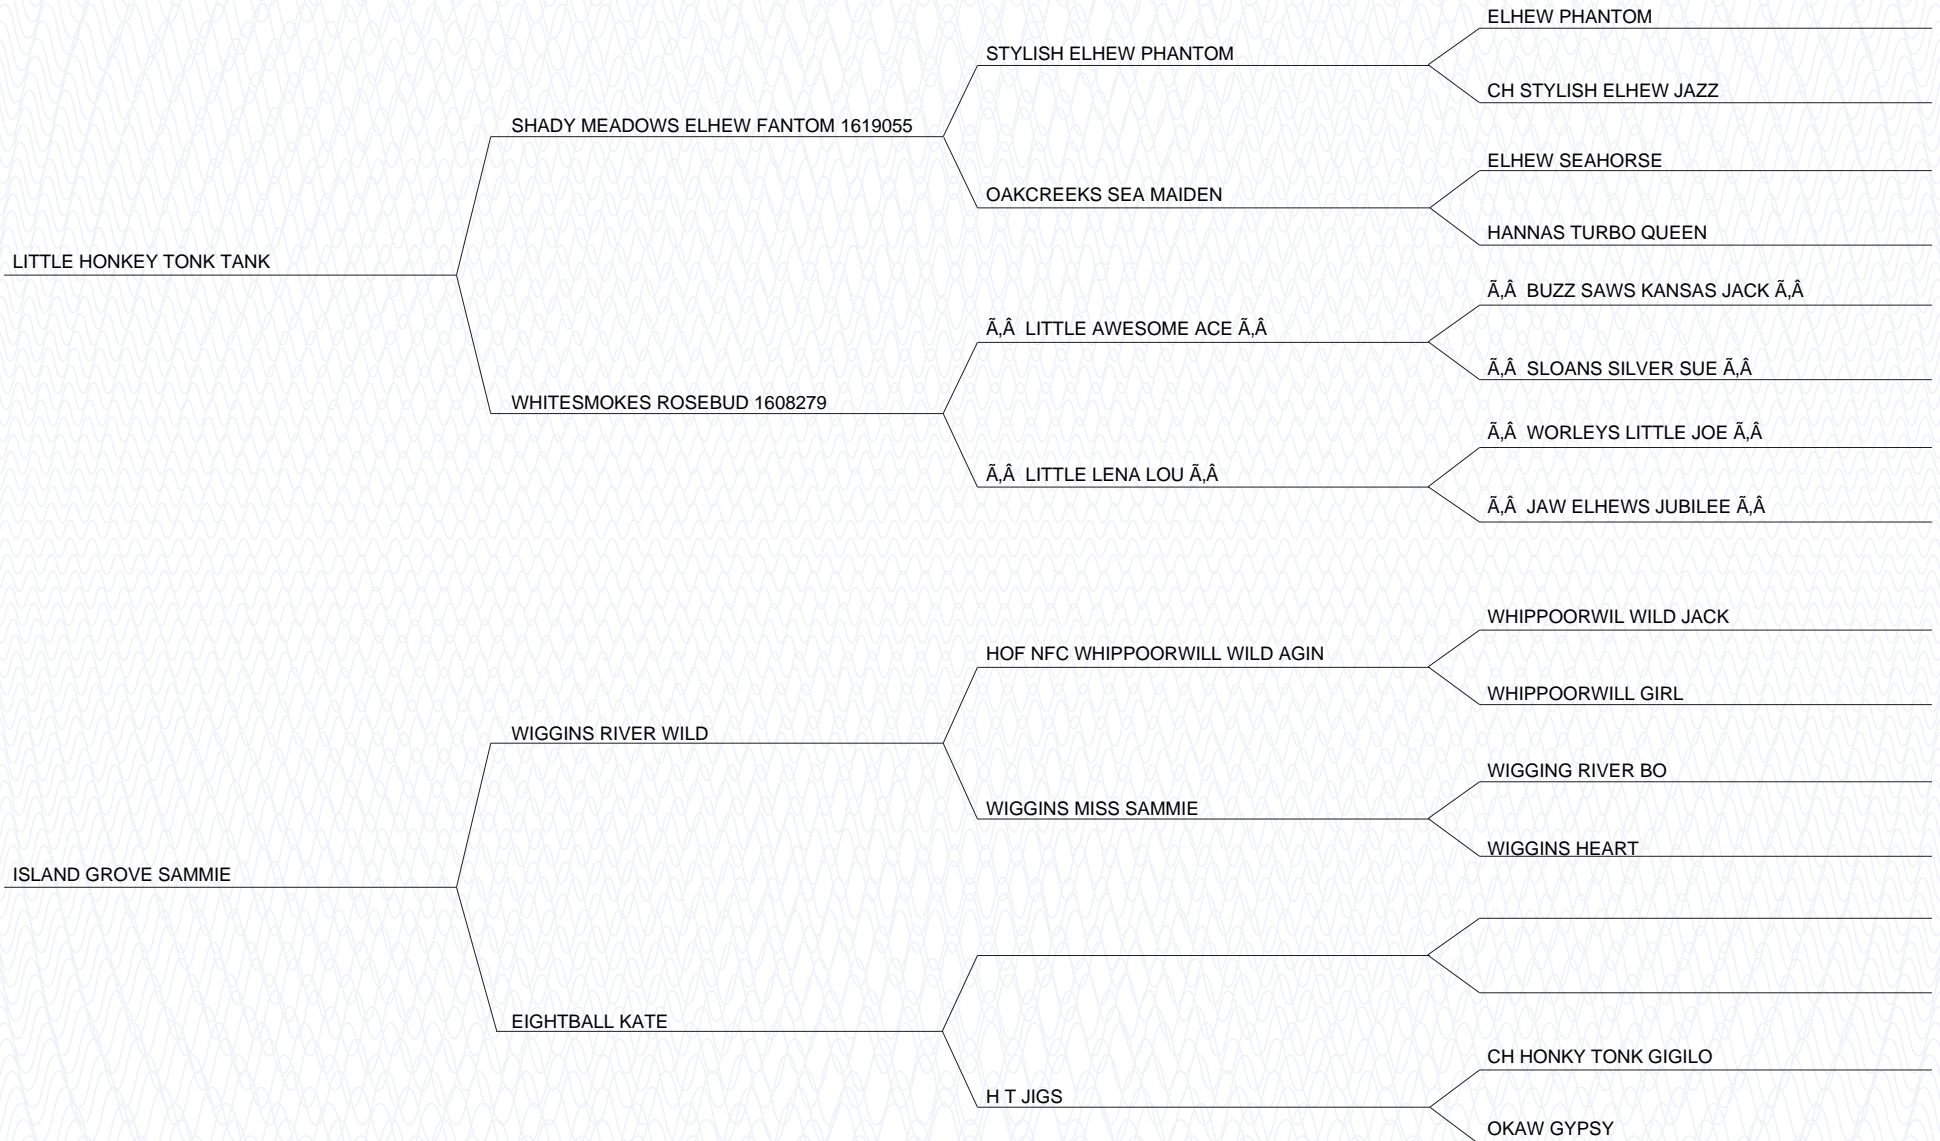 ELHEW PHANTOM
STYLISH ELHEW PHANTOM
CH STYLISH ELHEW JAZZ
SHADY MEADOWS ELHEW FANTOM 1619055
ELHEW SEAHORSE
OAKCREEKS SEA MAIDEN
HANNAS TURBO QUEEN
LITTLE HONKEY TONK TANK
Ã‚Â BUZZ SAWS KANSAS JACK Ã‚Â
Ã‚Â LITTLE AWESOME ACE Ã‚Â
Ã‚Â SLOANS SILVER SUE Ã‚Â
WHITESMOKES ROSEBUD 1608279
Ã‚Â WORLEYS LITTLE JOE Ã‚Â
Ã‚Â LITTLE LENA LOU Ã‚Â
Ã‚Â JAW ELHEWS JUBILEE Ã‚Â
WHIPPOORWIL WILD JACK
HOF NFC WHIPPOORWILL WILD AGIN
WHIPPOORWILL GIRL
WIGGINS RIVER WILD
WIGGING RIVER BO
WIGGINS MISS SAMMIE
WIGGINS HEART
ISLAND GROVE SAMMIE
EIGHTBALL KATE
CH HONKY TONK GIGILO
H T JIGS
OKAW GYPSY